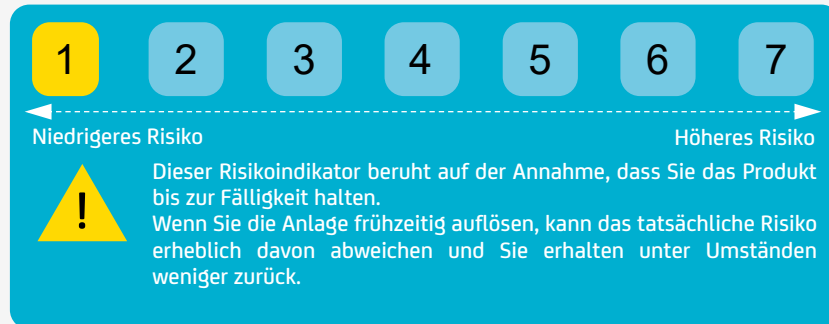 1 2 3 4 5 6 7
Niedrigeres Risiko Höheres Risiko
!
Dieser Risikoindikator beruht auf der Annahme, dass Sie das Produkt
bis zur Fälligkeit halten.
Wenn Sie die Anlage frühzeitig auflösen, kann das tatsächliche Risiko
erheblich davon abweichen und Sie erhalten unter Umständen
weniger zurück.